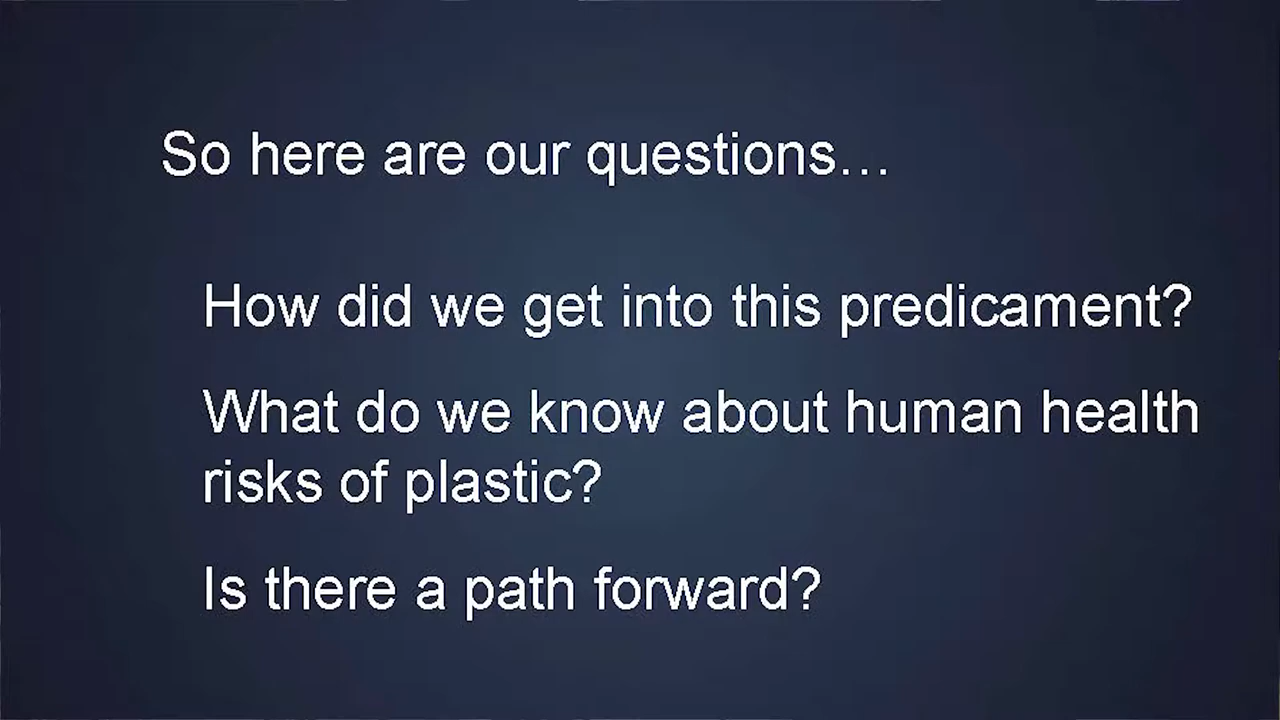 So here are our questions…
How did we get into this predicament?
What do we know about human health
risks of plastic?
Is there a path forward?